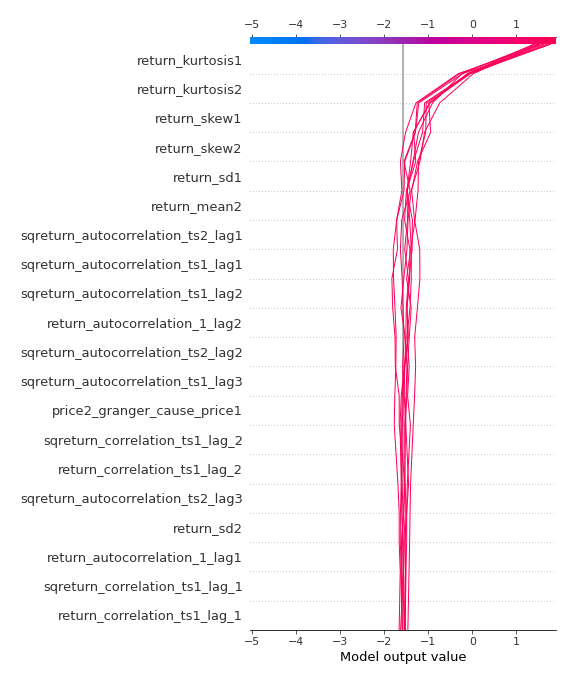 −5 −4 −3 −2 −1 0 1
return_kurtosis1
return_kurtosis2
return_skew1
return_skew2
return_sd1
return_mean2
sqreturn_autocorrelation_ts2_lag1
sqreturn_autocorrelation_ts1_lag1
sqreturn_autocorrelation_ts1_lag2
return_autocorrelation_1_lag2
sqreturn_autocorrelation_ts2_lag2
sqreturn_autocorrelation_ts1_lag3
price2_granger_cause_price1
sqreturn_correlation_ts1_lag_2
return_correlation_ts1_lag_2
sqreturn_autocorrelation_ts2_lag3
return_sd2
return_autocorrelation_1_lag1
sqreturn_correlation_ts1_lag_1
return_correlation_ts1_lag_1
−5 −4 −3 −2 −1 0 1
Model output value